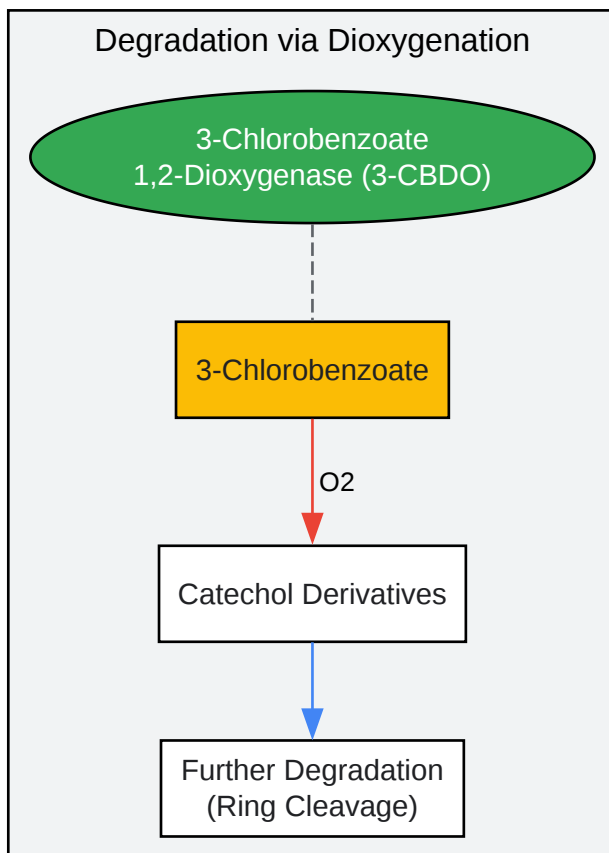 Degradation via Dioxygenation
3-Chlorobenzoate
1,2-Dioxygenase (3-CBDO)
3-Chlorobenzoate
O2
Catechol Derivatives
Further Degradation
(Ring Cleavage)